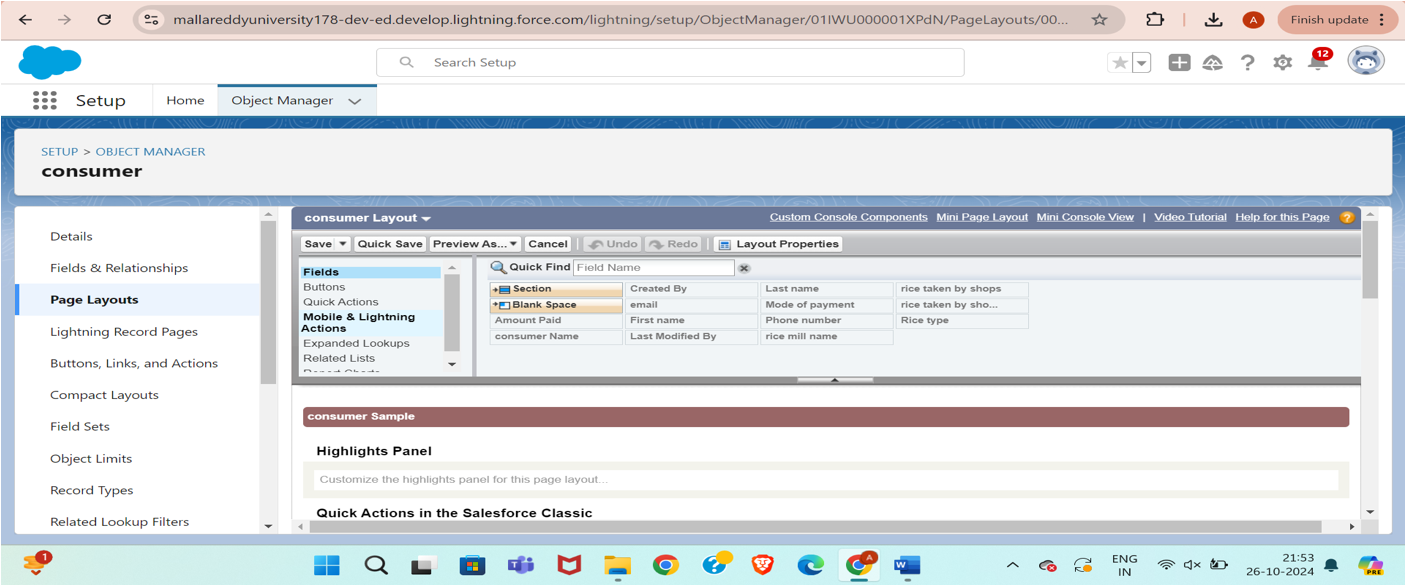 mallareddyuniversity178-dev-ed.develop.lightning.force.com/lightning/setup/ObjectManager/01IWU000001XPdN/PageLayouts/00...
A
Finish update
Search Setup
12
Setup
Home
Object Manager
SETUP > OBJECT MANAGER
consumer
Details
Fields & Relationships
Page Layouts
Lightning Record Pages
Buttons, Links, and Actions
Compact Layouts
Field Sets
Object Limits
Record Types
Related Lookup Filters
consumer Layout
Custom Console Components
Mini Page Layout
Mini Console View | Video Tutorial
Help for this Page
Save
Quick Save
Preview As...
Cancel
Undo
Redo
Layout Properties
Fields
Buttons
Quick Actions
Mobile & Lightning
Actions
Expanded Lookups
Related Lists
Report Charts
Quick Find
Field Name
Section
Created By
Last name
rice taken by shops
Blank Space
email
Mode of payment
rice taken by sho...
Amount Paid
First name
Phone number
Rice type
consumer Name
Last Modified By
rice mill name
consumer Sample
Highlights Panel
Customize the highlights panel for this page layout...
Quick Actions in the Salesforce Classic
1
A
W
ENG
IN
21:53
26-10-2024
PRE